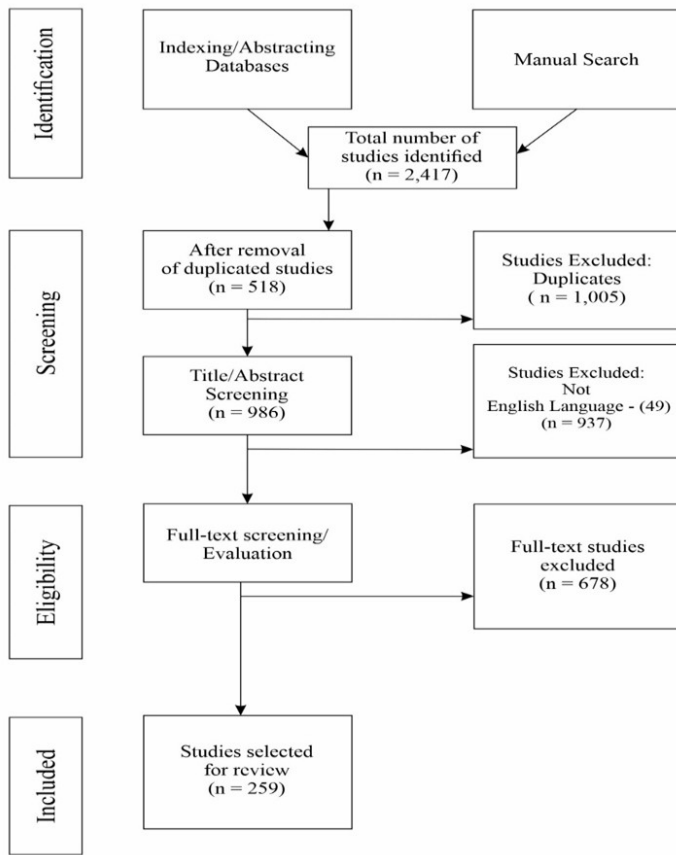 Identification
Indexing/Abstracting
Databases
Manual Search
Total number of
studies identified
(n = 2,417)
Screening
After removal
of duplicated studies
(n = 518)
Studies Excluded:
Duplicates
( n = 1,005)
Title/Abstract
Screening
(n = 986)
Studies Excluded:
Not
English Language - (49)
(n = 937)
Eligibility
Full-text screening/
Evaluation
Full-text studies
excluded
(n = 678)
Included
Studies selected
for review
(n = 259)